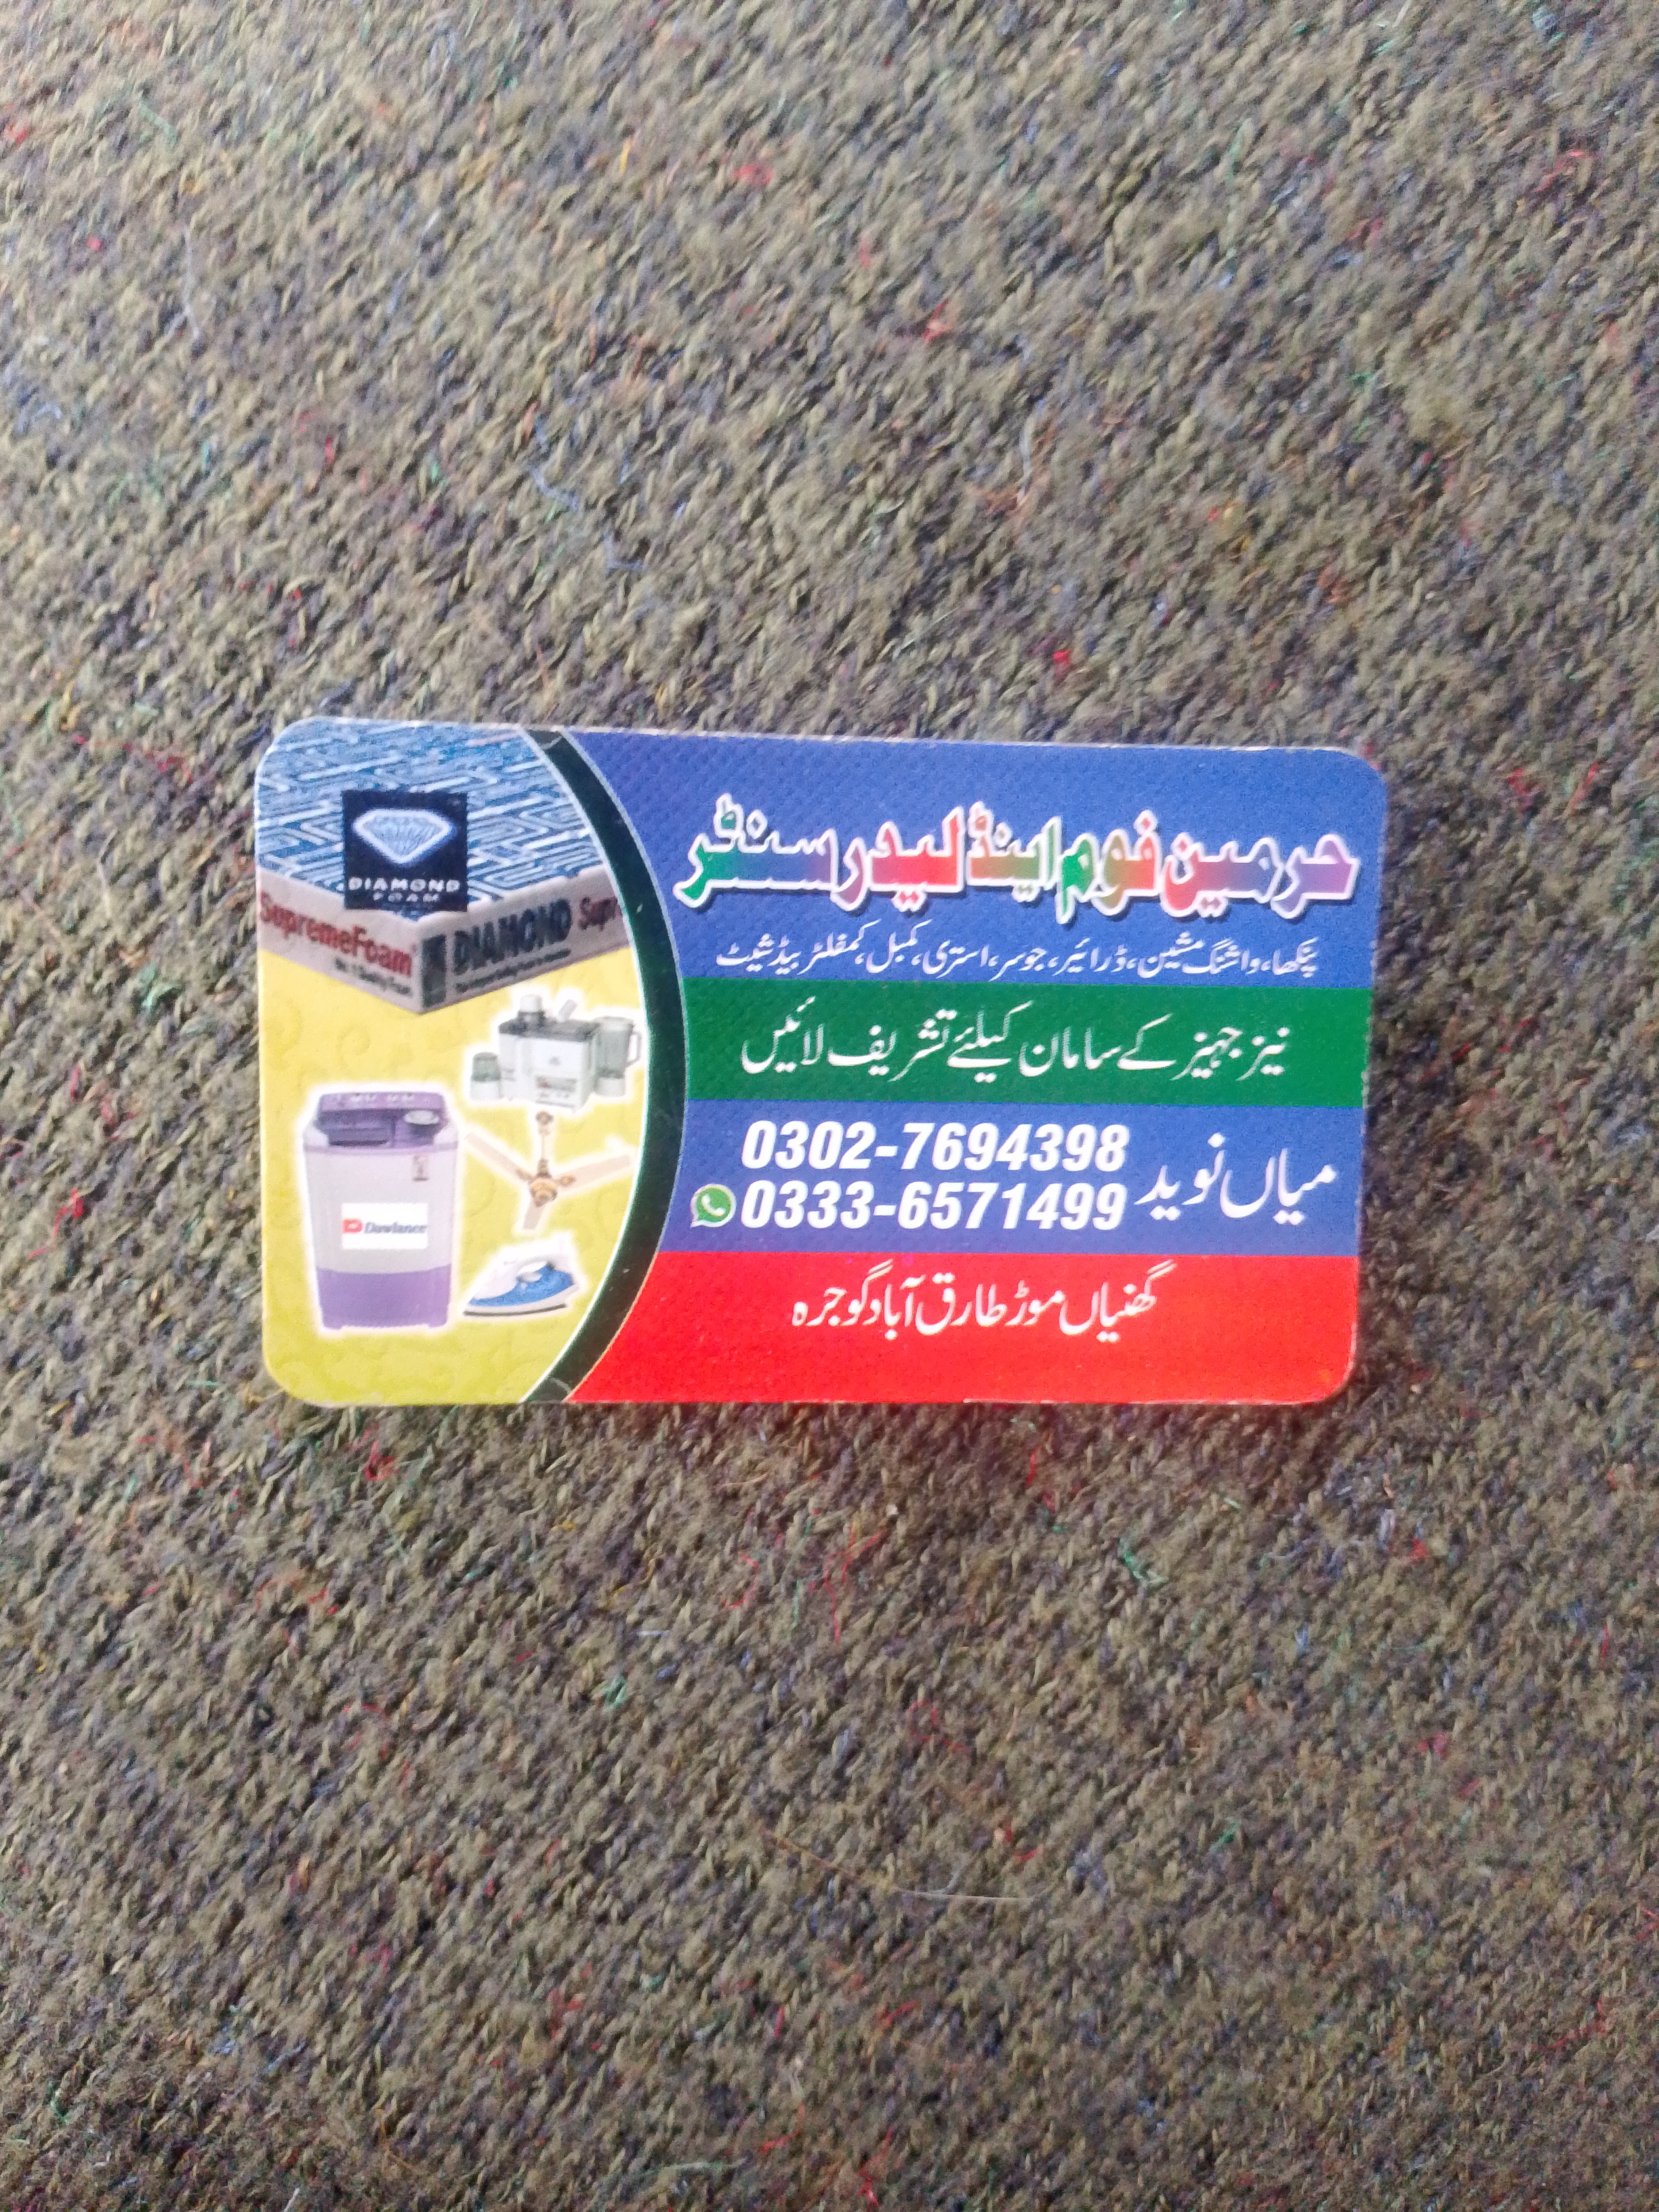 حرمین فوم اینڈ لیدر سنٹر
پنکھا، واشنگ مشین، ڈرائیر، جوسر، استری، کمبل، کمفلٹر بیڈ شیٹ
نیز جہیز کے سامان کیلئے تشریف لائیں
میاں نوید
0302-7694398
0333-6571499
گھنیاں موڑ طارق آباد گوجرہ
DIAMOND
FOAM
SupremeFoam
DIAMOND
Dawlance